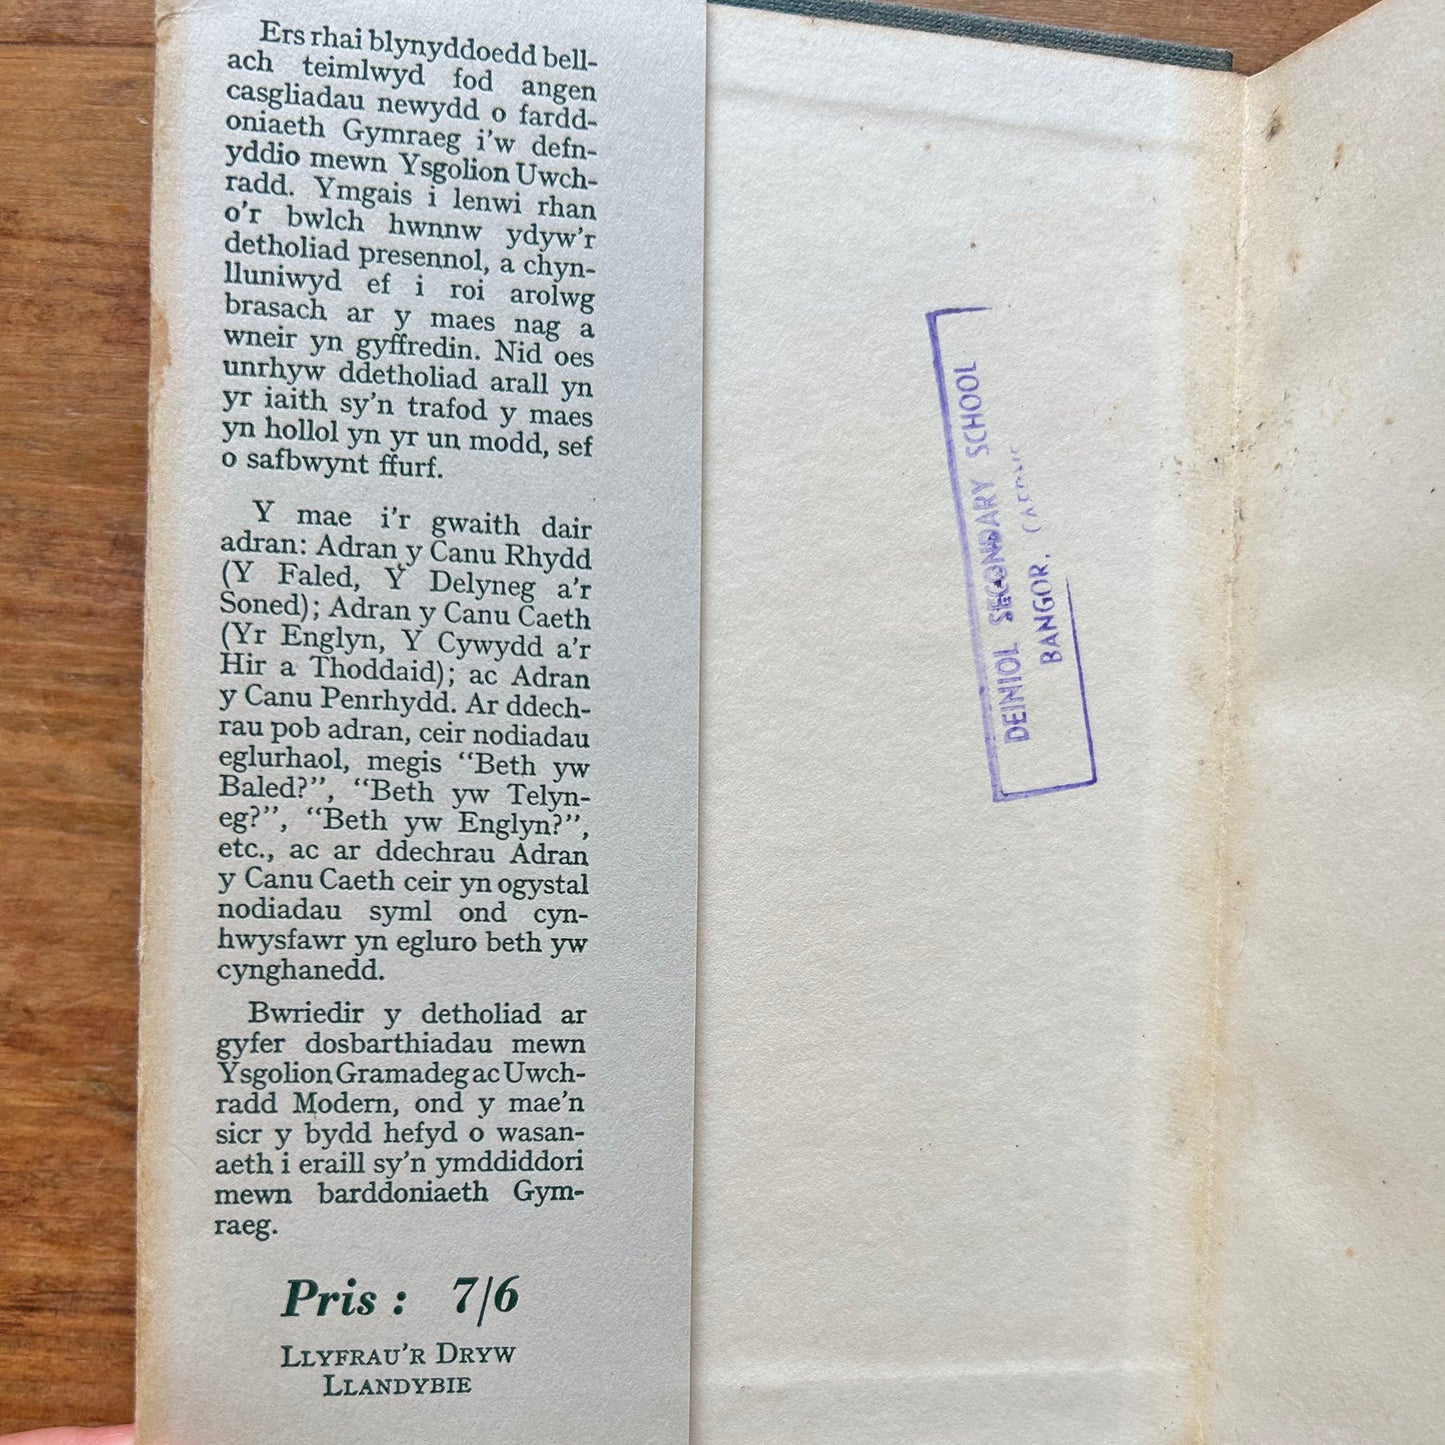 Ers rhai blynyddoedd bell-
ach teimlwyd fod angen
casgliadau newydd o fardd-
oniaeth Gymraeg i'w defn-
yddio mewn Ysgolion Uwch-
radd. Ymgais i lenwi rhan
o'r bwlch hwnnw ydyw'r
detholiad presennol, a chyn-
lluniwyd ef i roi arolwg
brasach ar y maes nag a
wneir yn gyffredin. Nid oes
unrhyw ddetholiad arall yn
yr iaith sy'n trafod y maes
yn hollol yn yr un modd, sef
o safbwynt ffurf.
Y mae i'r gwaith dair
adran: Adran y Canu Rhydd
(Y Faled, Y Delyneg a'r
Soned); Adran y Canu Caeth
(Yr Englyn, Y Cywydd a'r
Hir a Thoddaid); ac Adran
y Canu Penrhydd. Ar ddech-
rau pob adran, ceir nodiadau
eglurhaol, megis “Beth yw
Baled?”, “Beth yw Telyn-
eg?”, “Beth yw Englyn?”,
etc., ac ar ddechrau Adran
y Canu Caeth ceir yn ogystal
nodiadau syml ond cyn-
hwysfawr yn egluro beth yw
cynghanedd.
Bwriedir y detholiad ar
gyfer dosbarthiadau mewn
Ysgolion Gramadeg ac Uwch-
radd Modern, ond y mae'n
sicr y bydd hefyd o wasan-
aeth i eraill sy'n ymddiddori
mewn barddoniaeth Gym-
raeg.
Pris : 7/6
LLYFRAU'R DRYW
LLANDYBIE
DEINIOL SECONDARY SCHOOL
BANGOR,